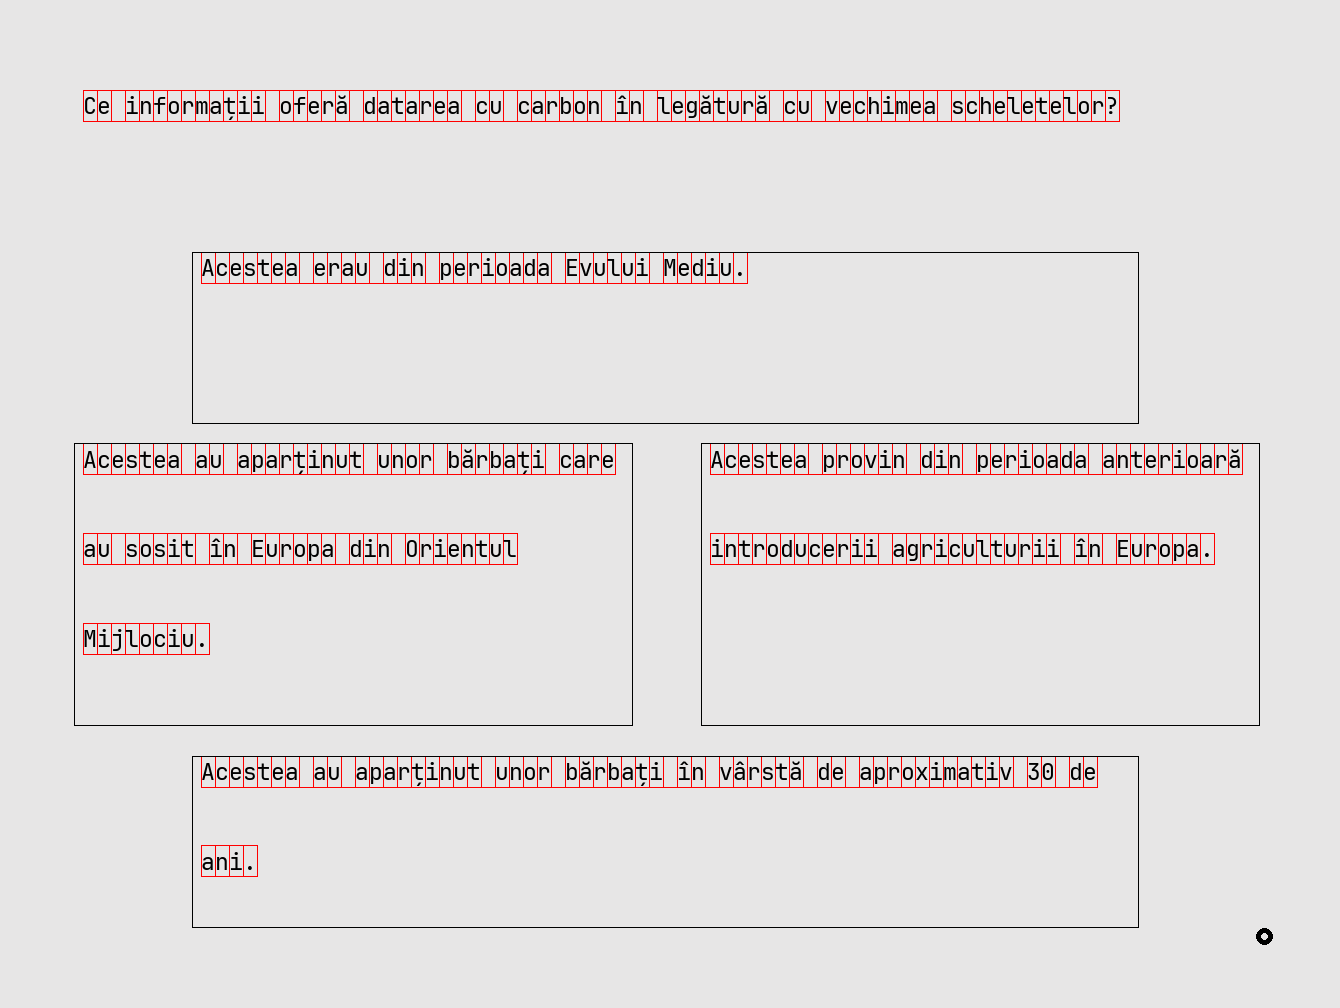 Ce informații oferă datarea cu carbon în legătură cu vechimea scheletelor?
Acestea erau din perioada Evului Mediu.
Acestea au aparținut unor bărbați care
au sosit în Europa din Orientul
Mijlociu.
Acestea provin din perioada anterioară
introducerii agriculturii în Europa.
Acestea au aparținut unor bărbați în vârstă de aproximativ 30 de
ani.